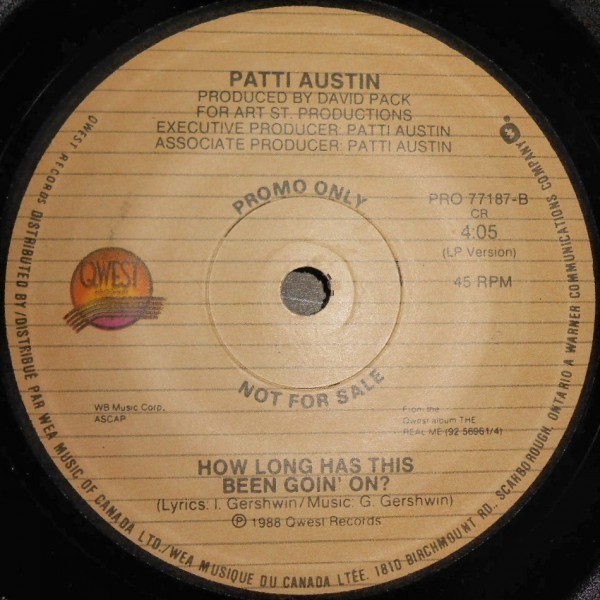 PATTI AUSTIN
PRODUCED BY DAVID PACK
FOR ART ST. PRODUCTIONS
EXECUTIVE PRODUCER: PATTI AUSTIN
ASSOCIATE PRODUCER: PATTI AUSTIN
PROMO ONLY
PRO 77187-B
CR
4:05
(LP Version)
45 RPM
QWEST
NOT FOR SALE
WB Music Corp.
ASCAP
From the
Qwest album THE
REAL ME (92 56961/4)
HOW LONG HAS THIS
BEEN GOIN' ON?
(Lyrics: I. Gershwin/Music: G. Gershwin)
℗ 1988 Qwest Records
QWEST RECORDS DISTRIBUTED BY/DISTRIBUÉ PAR WEA MUSIC OF CANADA LTD./WEA MUSIQUE DU CANADA LTÉE. 1810 BIRCHMOUNT RD., SCARBOROUGH, ONTARIO A WARNER COMMUNICATIONS COMPANY.